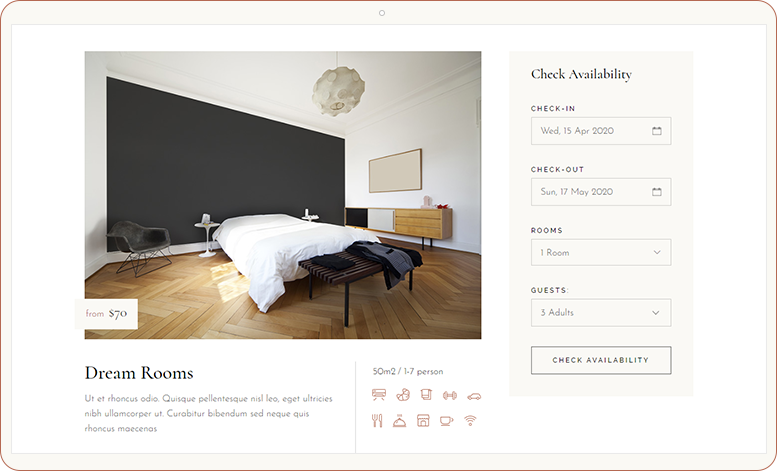 from $70
Dream Rooms
Ut et rhoncus odio. Quisque pellentesque nisl leo, eget ultricies
nibh ullamcorper ut. Curabitur bibendum sed neque quis
rhoncus maecenas
50m2 / 1-7 person
Check Availability
CHECK-IN
Wed, 15 Apr 2020
CHECK-OUT
Sun, 17 May 2020
ROOMS
1 Room
GUESTS:
3 Adults
CHECK AVAILABILITY